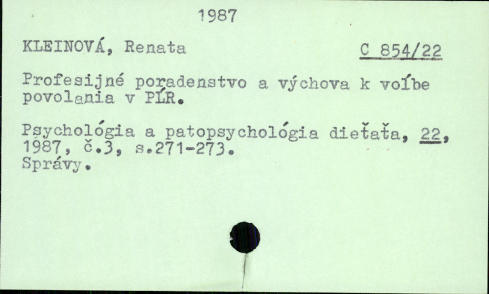 1987
KLEINOVÁ, Renata C 854/22
Profesijné poradenstvo a výchova k voľbe
povolania v PĽR.
Psychológia a patopsychológia dieťaťa, 22,
1987, č.3, s.271-273.
Správy.